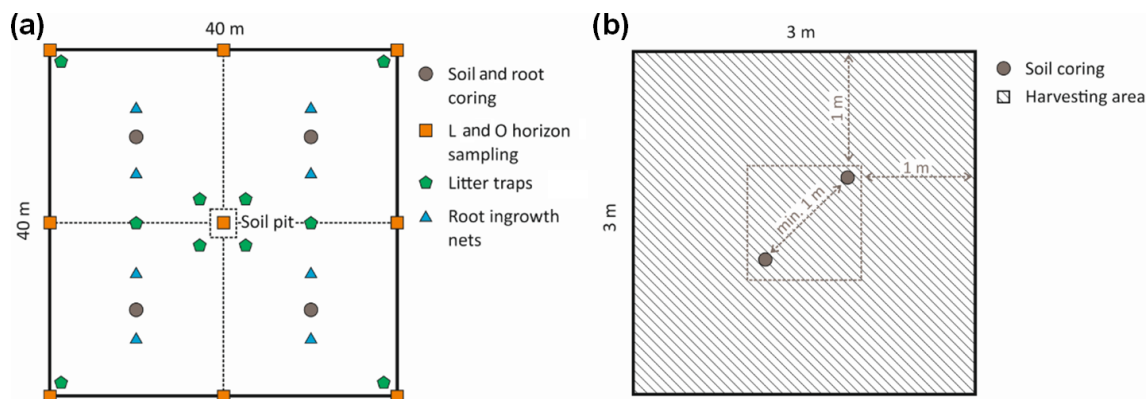 (a)
40 m
40 m
Soil pit
Soil and root
coring
L and O horizon
sampling
Litter traps
Root ingrowth
nets
(b)
3 m
3 m
1 m
1 m
min. 1 m
Soil coring
Harvesting area